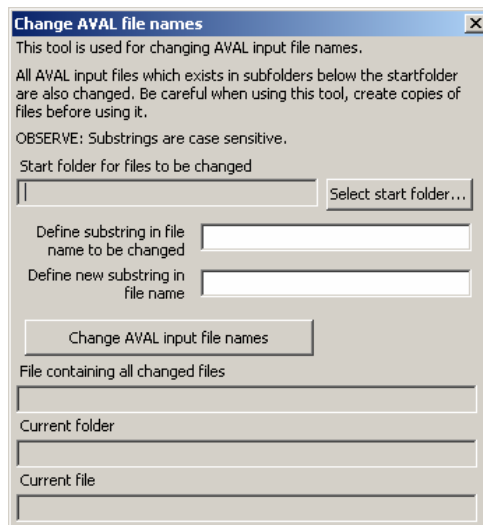 Change AVAL file names
This tool is used for changing AVAL input file names.
All AVAL input files which exists in subfolders below the startfolder
are also changed. Be careful when using this tool, create copies of
files before using it.
OBSERVE: Substrings are case sensitive.
Start folder for files to be changed
Select start folder...
Define substring in file
name to be changed
Define new substring in
file name
Change AVAL input file names
File containing all changed files
Current folder
Current file